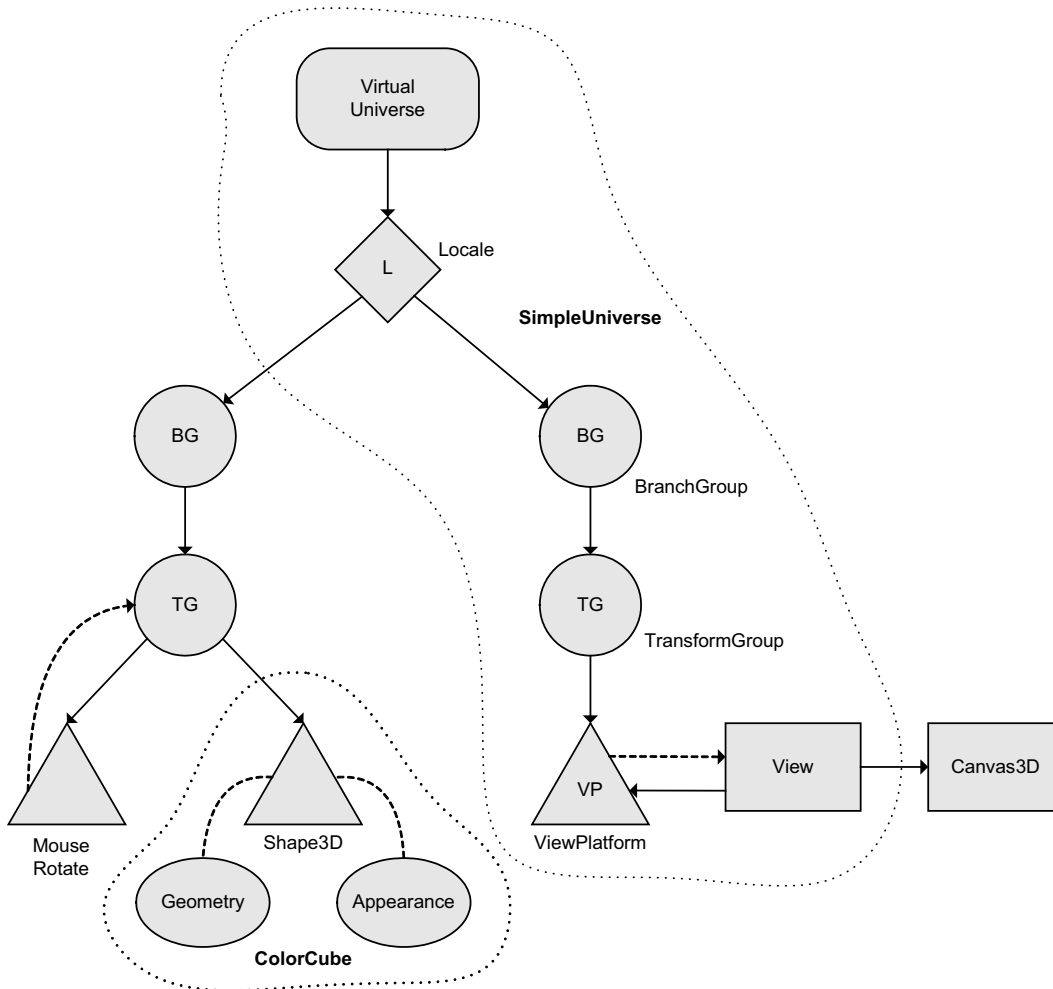 Virtual
Universe
L
Locale
SimpleUniverse
BG
BG
BranchGroup
TG
TG
TransformGroup
VP
View
Canvas3D
Mouse
Rotate
Shape3D
ViewPlatform
Geometry
Appearance
ColorCube